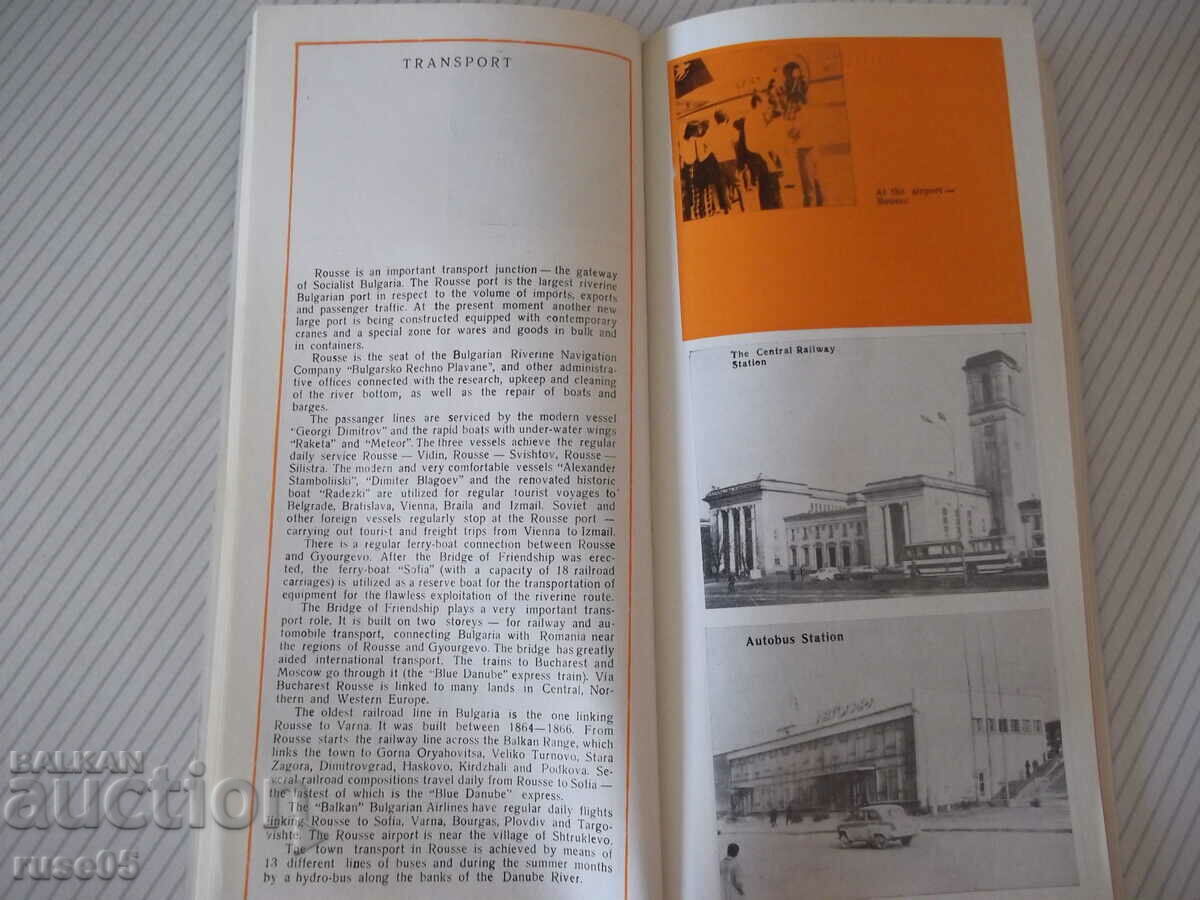 TRANSPORT
Rousse is an important transport junction — the gateway
of Socialist Bulgaria. The Rousse port is the largest riverine
Bulgarian port in respect to the volume of imports, exports
and passenger traffic. At the present moment another new
large port is being constructed equipped with contemporary
cranes and a special zone for wares and goods in bulk and
in containers.
Rousse is the seat of the Bulgarian Riverine Navigation
Company "Bulgarsko Rechno Plavane", and other administra-
tive offices connected with the research, upkeep and cleaning
of the river bottom, as well as the repair of boats and
barges.
The passanger lines are serviced by the modern vessel
"Georgi Dimitrov" and the rapid boats with under-water wings
"Raketa" and "Meteor". The three vessels achieve the regular
daily service Rousse — Vidin, Rousse — Svishtov, Rousse —
Silistra. The modern and very comfortable vessels "Alexander
Stamboliiski", "Dimiter Blagoev" and the renovated historic
boat "Radezki" are utilized for regular tourist voyages to
Belgrade, Bratislava, Vienna, Braila and Izmail. Soviet and
other foreign vessels regularly stop at the Rousse port —
carrying out tourist and freight trips from Vienna to Izmail.
There is a regular ferry-boat connection between Rousse
and Gyourgevo. After the Bridge of Friendship was erec-
ted, the ferry-boat "Sofia" (with a capacity of 18 railroad
carriages) is utilized as a reserve boat for the transportation of
equipment for the flawless exploitation of the riverine route.
The Bridge of Friendship plays a very important trans-
port role. It is built on two storeys — for railway and au-
tomobile transport, connecting Bulgaria with Romania near
the regions of Rousse and Gyourgevo. The bridge has greatly
aided international transport. The trains to Bucharest and
Moscow go through it (the "Blue Danube" express train). Via
Bucharest Rousse is linked to many lands in Central, Nor-
thern and Western Europe.
The oldest railroad line in Bulgaria is the one linking
Rousse to Varna. It was built between 1864—1866. From
Rousse starts the railway line across the Balkan Range, which
links the town to Gorna Oryahovitsa, Veliko Turnovo, Stara
Zagora, Dimitrovgrad, Haskovo, Kirdzhali and Podkova. Se-
veral railroad compositions travel daily from Rousse to Sofia —
the fastest of which is the "Blue Danube" express.
The "Balkan" Bulgarian Airlines have regular daily flights
linking Rousse to Sofia, Varna, Bourgas, Plovdiv and Targo-
vishte. The Rousse airport is near the village of Shtruklevo.
The town transport in Rousse is achieved by means of
13 different lines of buses and during the summer months
by a hydro-bus along the banks of the Danube River.
At the airport —
Rousse
The Central Railway
Station
Autobus Station
АВТОГАРА
BALKAN
auction
ruse05